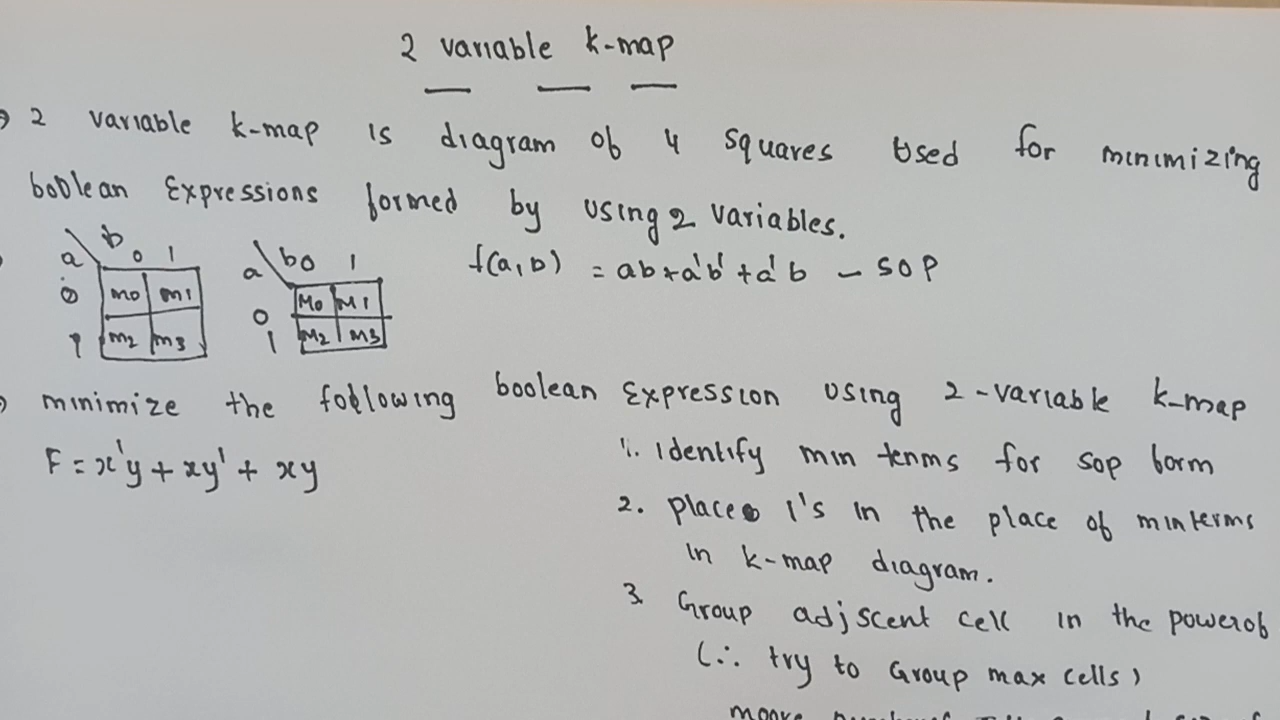 2 variable k-map
→ 2 variable k-map is diagram of 4 squares used for minimizing
boolean Expressions formed by using 2 variables.
a b 0 1
0 m0 m1
1 m2 m3
a b 0 1
0 M0 M1
1 M2 M3
f(a,b) = ab+a'b'+a'b - SOP
minimize the following boolean Expression using 2-variable k-map
F = x'y + xy' + xy
1. Identify min terms for sop form
2. place 1's in the place of minterms
in k-map diagram.
3. Group adjscent cell in the power of
(∴ try to Group max cells)